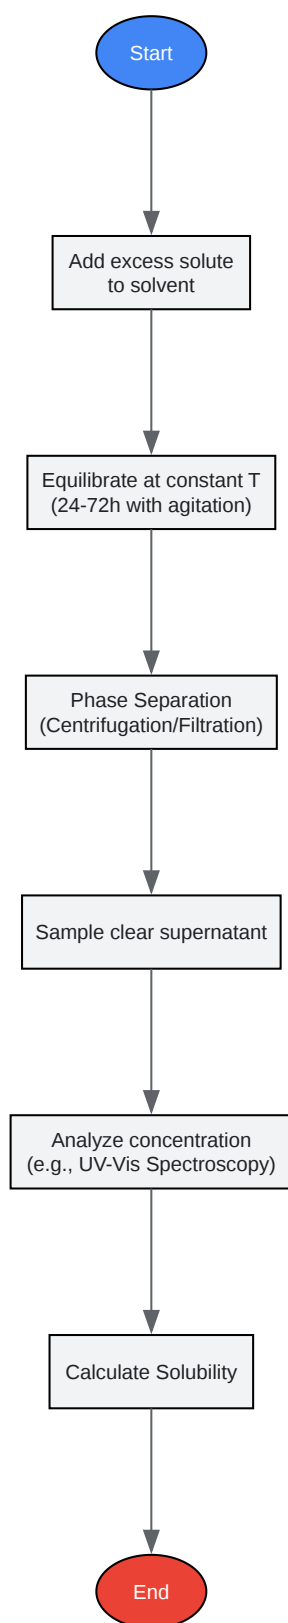 Start
Add excess solute
to solvent
Equilibrate at constant T
(24-72h with agitation)
Phase Separation
(Centrifugation/Filtration)
Sample clear supernatant
Analyze concentration
(e.g., UV-Vis Spectroscopy)
Calculate Solubility
End